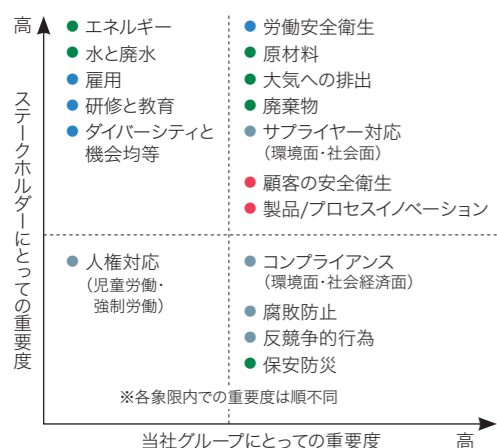 高
ステークホルダーにとっての重要度
エネルギー
水と廃水
雇用
研修と教育
ダイバーシティと
機会均等
労働安全衛生
原材料
大気への排出
廃棄物
サプライヤー対応
(環境面・社会面)
顧客の安全衛生
製品/プロセスイノベーション
人権対応
(児童労働・
強制労働)
コンプライアンス
(環境面・社会経済面)
腐敗防止
反競争的行為
保安防災
※各象限内での重要度は順不同
当社グループにとっての重要度
高